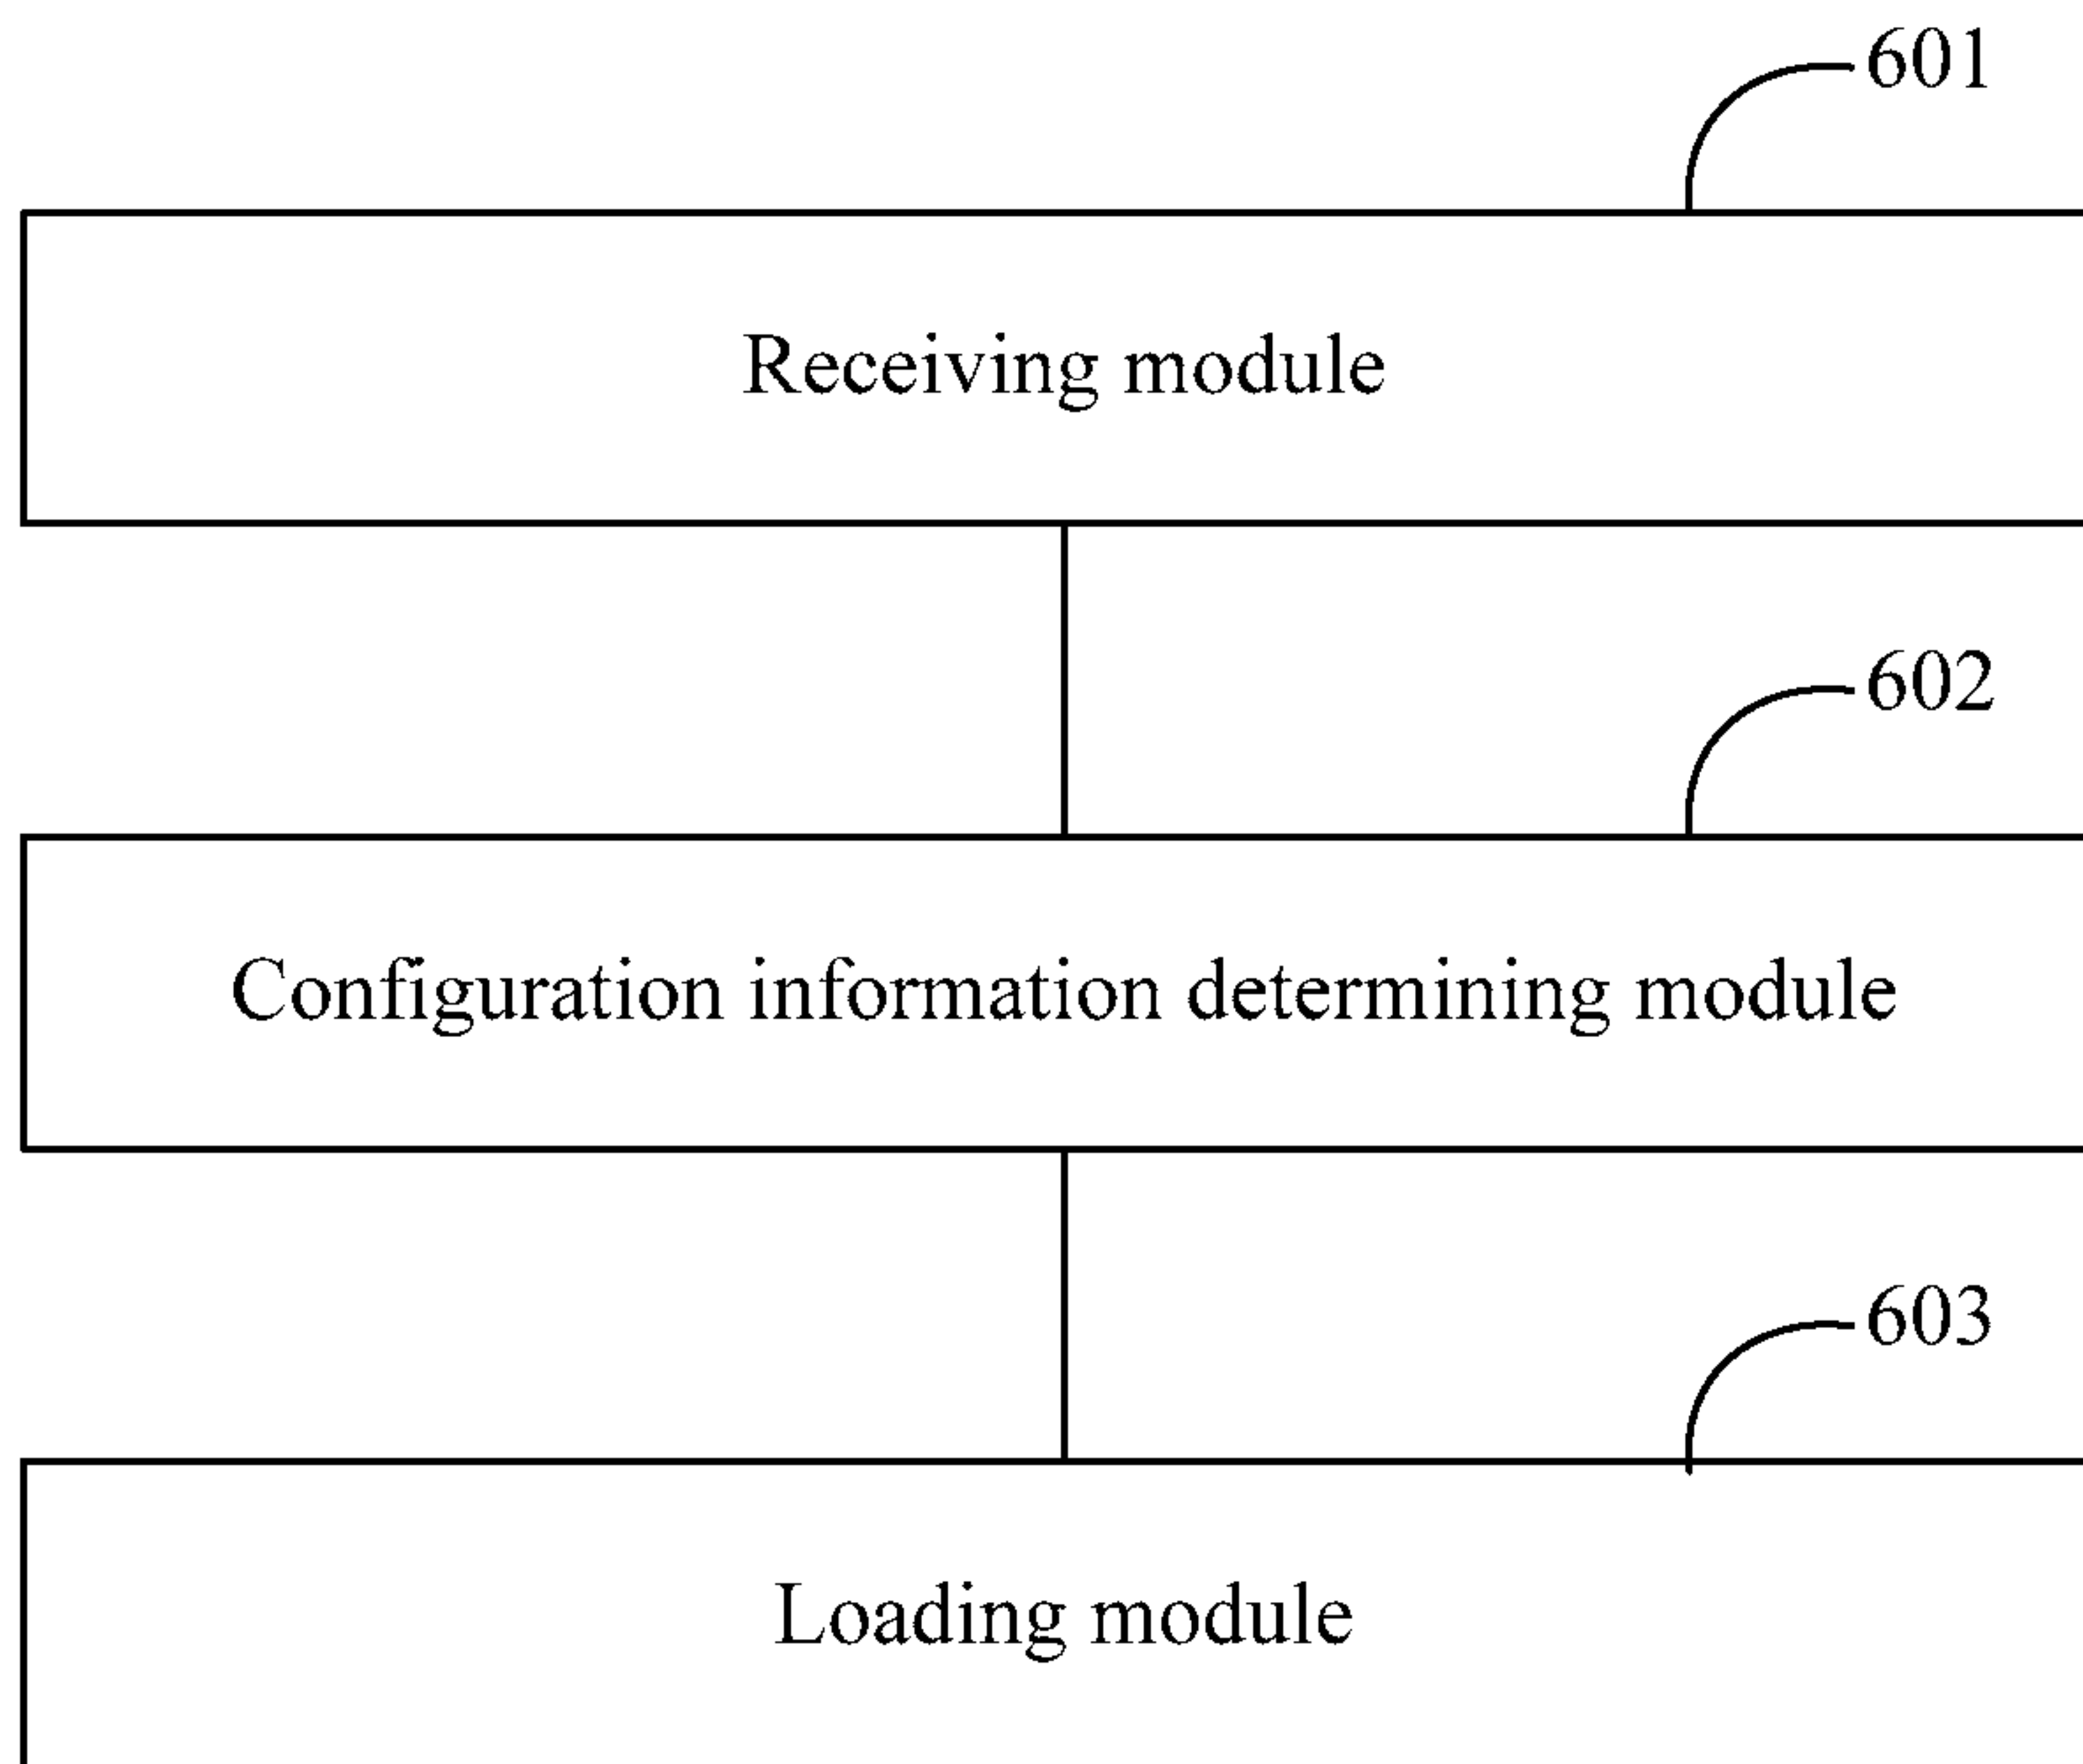 601
Receiving module
602
Configuration information determining module
603
Loading module